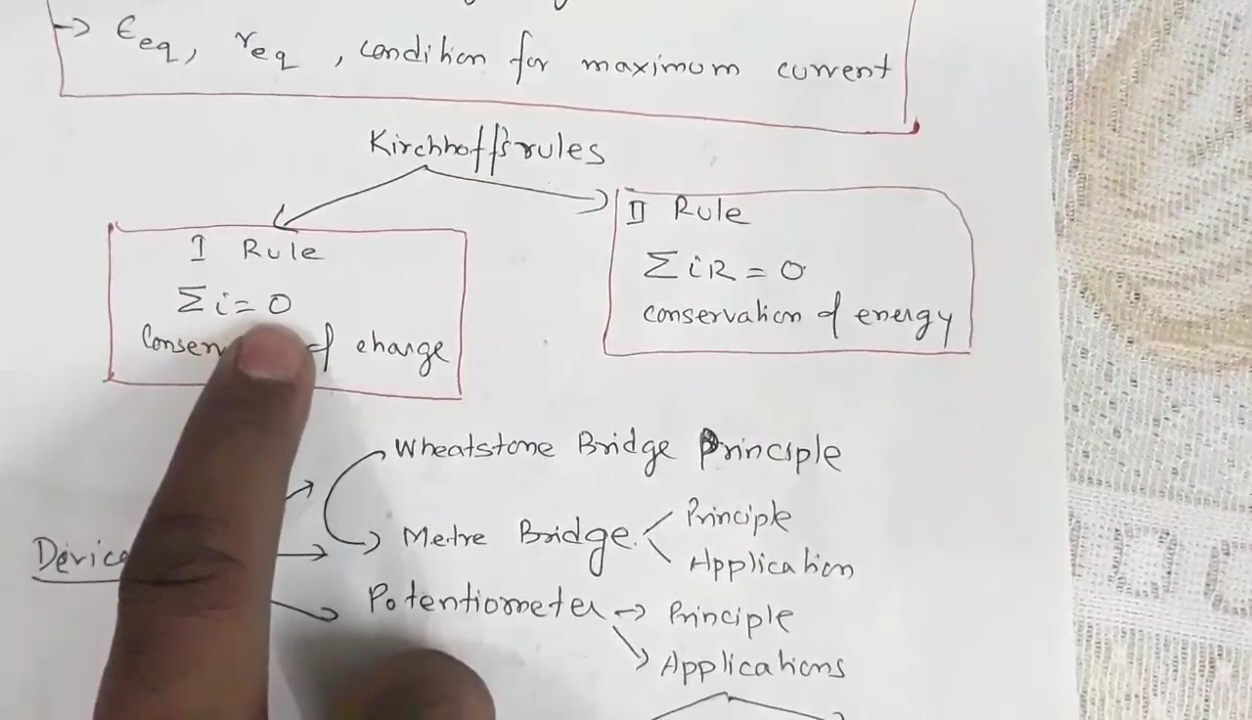 → Eeq, req, condition for maximum current
Kirchhoff's rules
I Rule
Σi=0
of charge
II Rule
ΣiR=0
conservation of energy
Wheatstone Bridge Principle
Metre Bridge
Principle
Application
Potentiometer → Principle
Applications